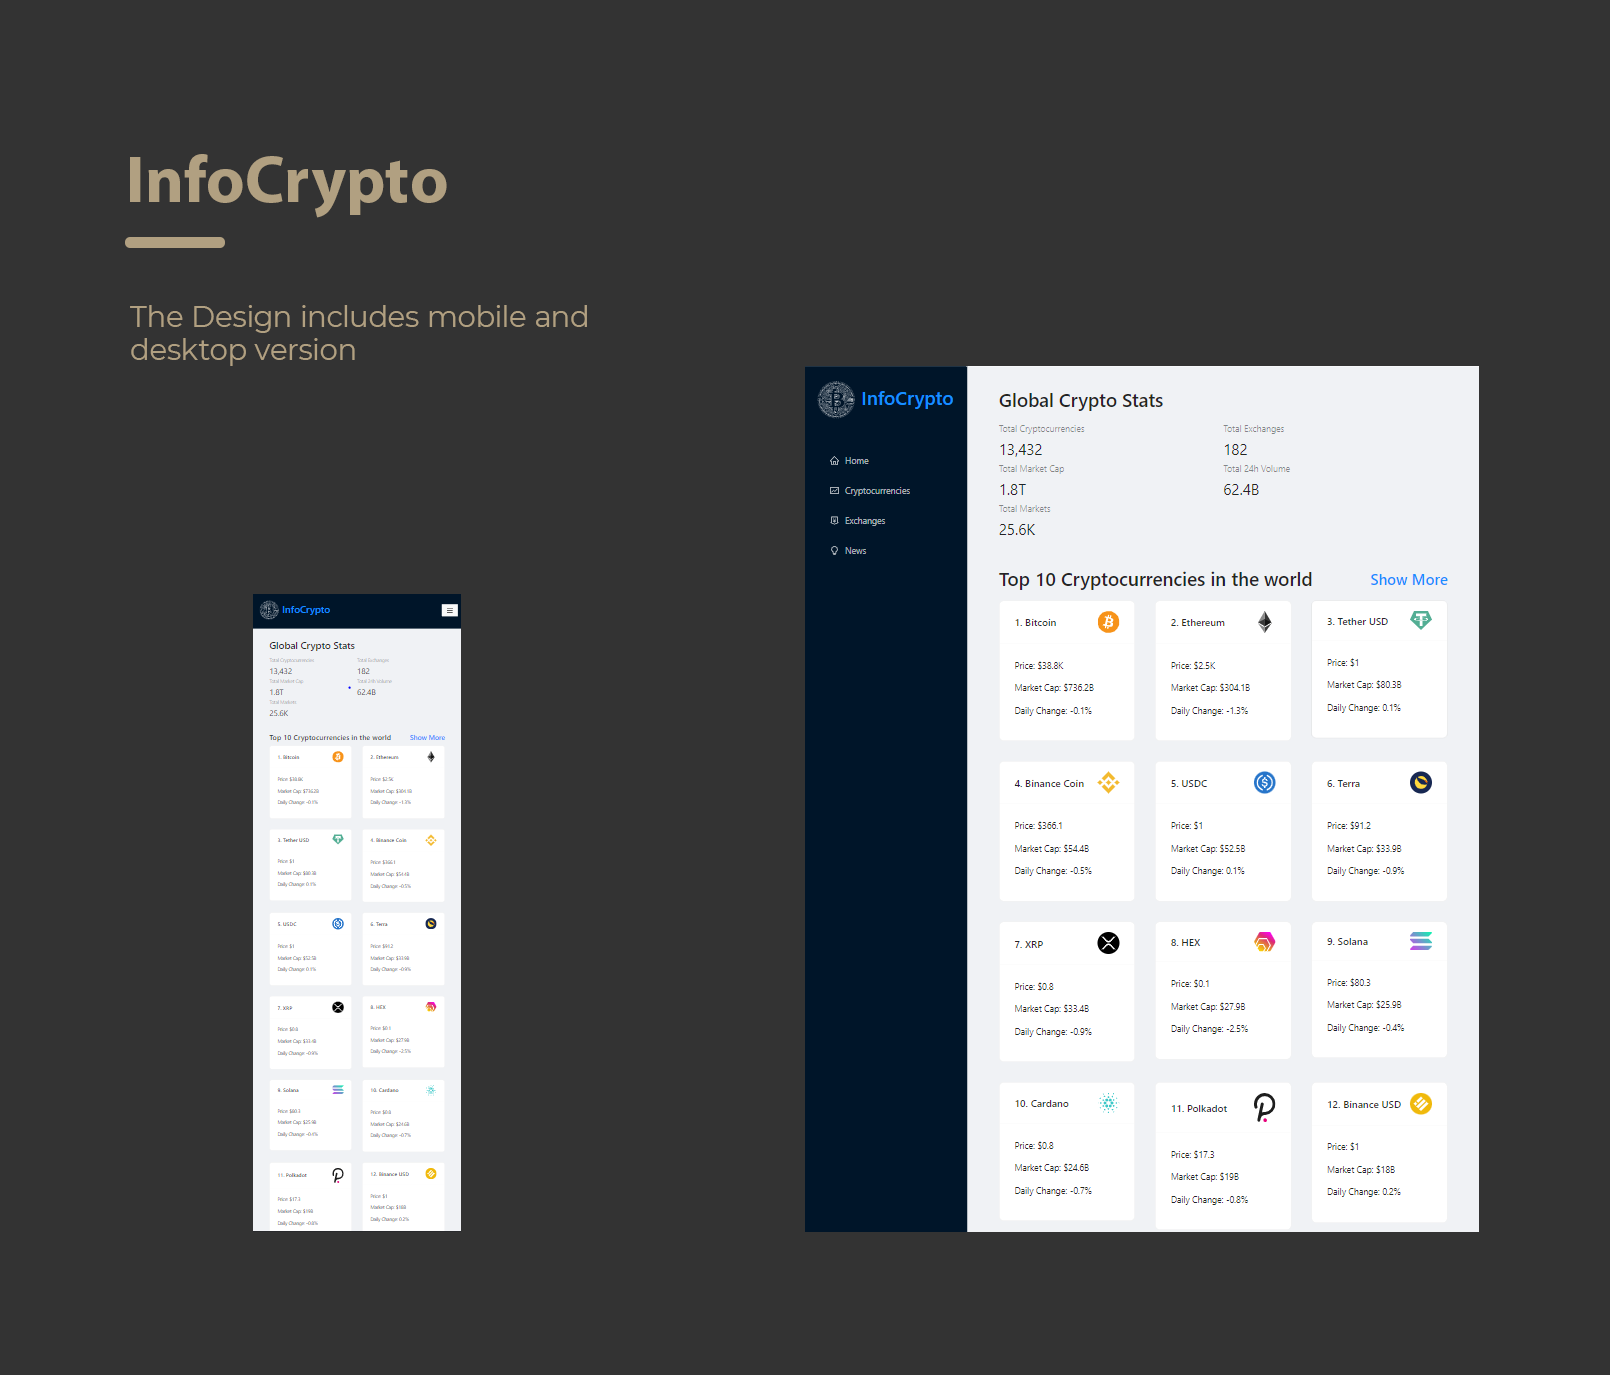 InfoCrypto
The Design includes mobile and
desktop version
InfoCrypto
Global Crypto Stats
Total Cryptocurrencies
Total Exchanges
13,432
182
Total Market Cap
Total 24h Volume
1.8T
62.4B
Total Markets
25.6K
Top 10 Cryptocurrencies in the world
Show More
1. Bitcoin
Price: $38.8K
Market Cap: $736.2B
Daily Change: -0.1%
2. Ethereum
Price: $2.5K
Market Cap: $304.1B
Daily Change: -1.3%
3. Tether USD
Price: $1
Market Cap: $80.3B
Daily Change: 0.1%
4. Binance Coin
Price: $366.1
Market Cap: $54.4B
Daily Change: -0.5%
5. USDC
Price: $1
Market Cap: $52.5B
Daily Change: 0.1%
6. Terra
Price: $91.2
Market Cap: $33.9B
Daily Change: -0.9%
7. XRP
Price: $0.8
Market Cap: $33.4B
Daily Change: -0.9%
8. HEX
Price: $0.1
Market Cap: $27.9B
Daily Change: -2.5%
9. Solana
Price: $80.3
Market Cap: $25.9B
Daily Change: -0.4%
10. Cardano
Price: $0.8
Market Cap: $24.6B
Daily Change: -0.7%
11. Polkadot
Price: $17.3
Market Cap: $19B
Daily Change: -0.8%
12. Binance USD
Price: $1
Market Cap: $18B
Daily Change: 0.2%
InfoCrypto
Home
Cryptocurrencies
Exchanges
News
Global Crypto Stats
Total Cryptocurrencies
Total Exchanges
13,432
182
Total Market Cap
Total 24h Volume
1.8T
62.4B
Total Markets
25.6K
Top 10 Cryptocurrencies in the world
Show More
1. Bitcoin
Price: $38.8K
Market Cap: $736.2B
Daily Change: -0.1%
2. Ethereum
Price: $2.5K
Market Cap: $304.1B
Daily Change: -1.3%
3. Tether USD
Price: $1
Market Cap: $80.3B
Daily Change: 0.1%
4. Binance Coin
Price: $366.1
Market Cap: $54.4B
Daily Change: -0.5%
5. USDC
Price: $1
Market Cap: $52.5B
Daily Change: 0.1%
6. Terra
Price: $91.2
Market Cap: $33.9B
Daily Change: -0.9%
7. XRP
Price: $0.8
Market Cap: $33.4B
Daily Change: -0.9%
8. HEX
Price: $0.1
Market Cap: $27.9B
Daily Change: -2.5%
9. Solana
Price: $80.3
Market Cap: $25.9B
Daily Change: -0.4%
10. Cardano
Price: $0.8
Market Cap: $24.6B
Daily Change: -0.7%
11. Polkadot
Price: $17.3
Market Cap: $19B
Daily Change: -0.8%
12. Binance USD
Price: $1
Market Cap: $18B
Daily Change: 0.2%